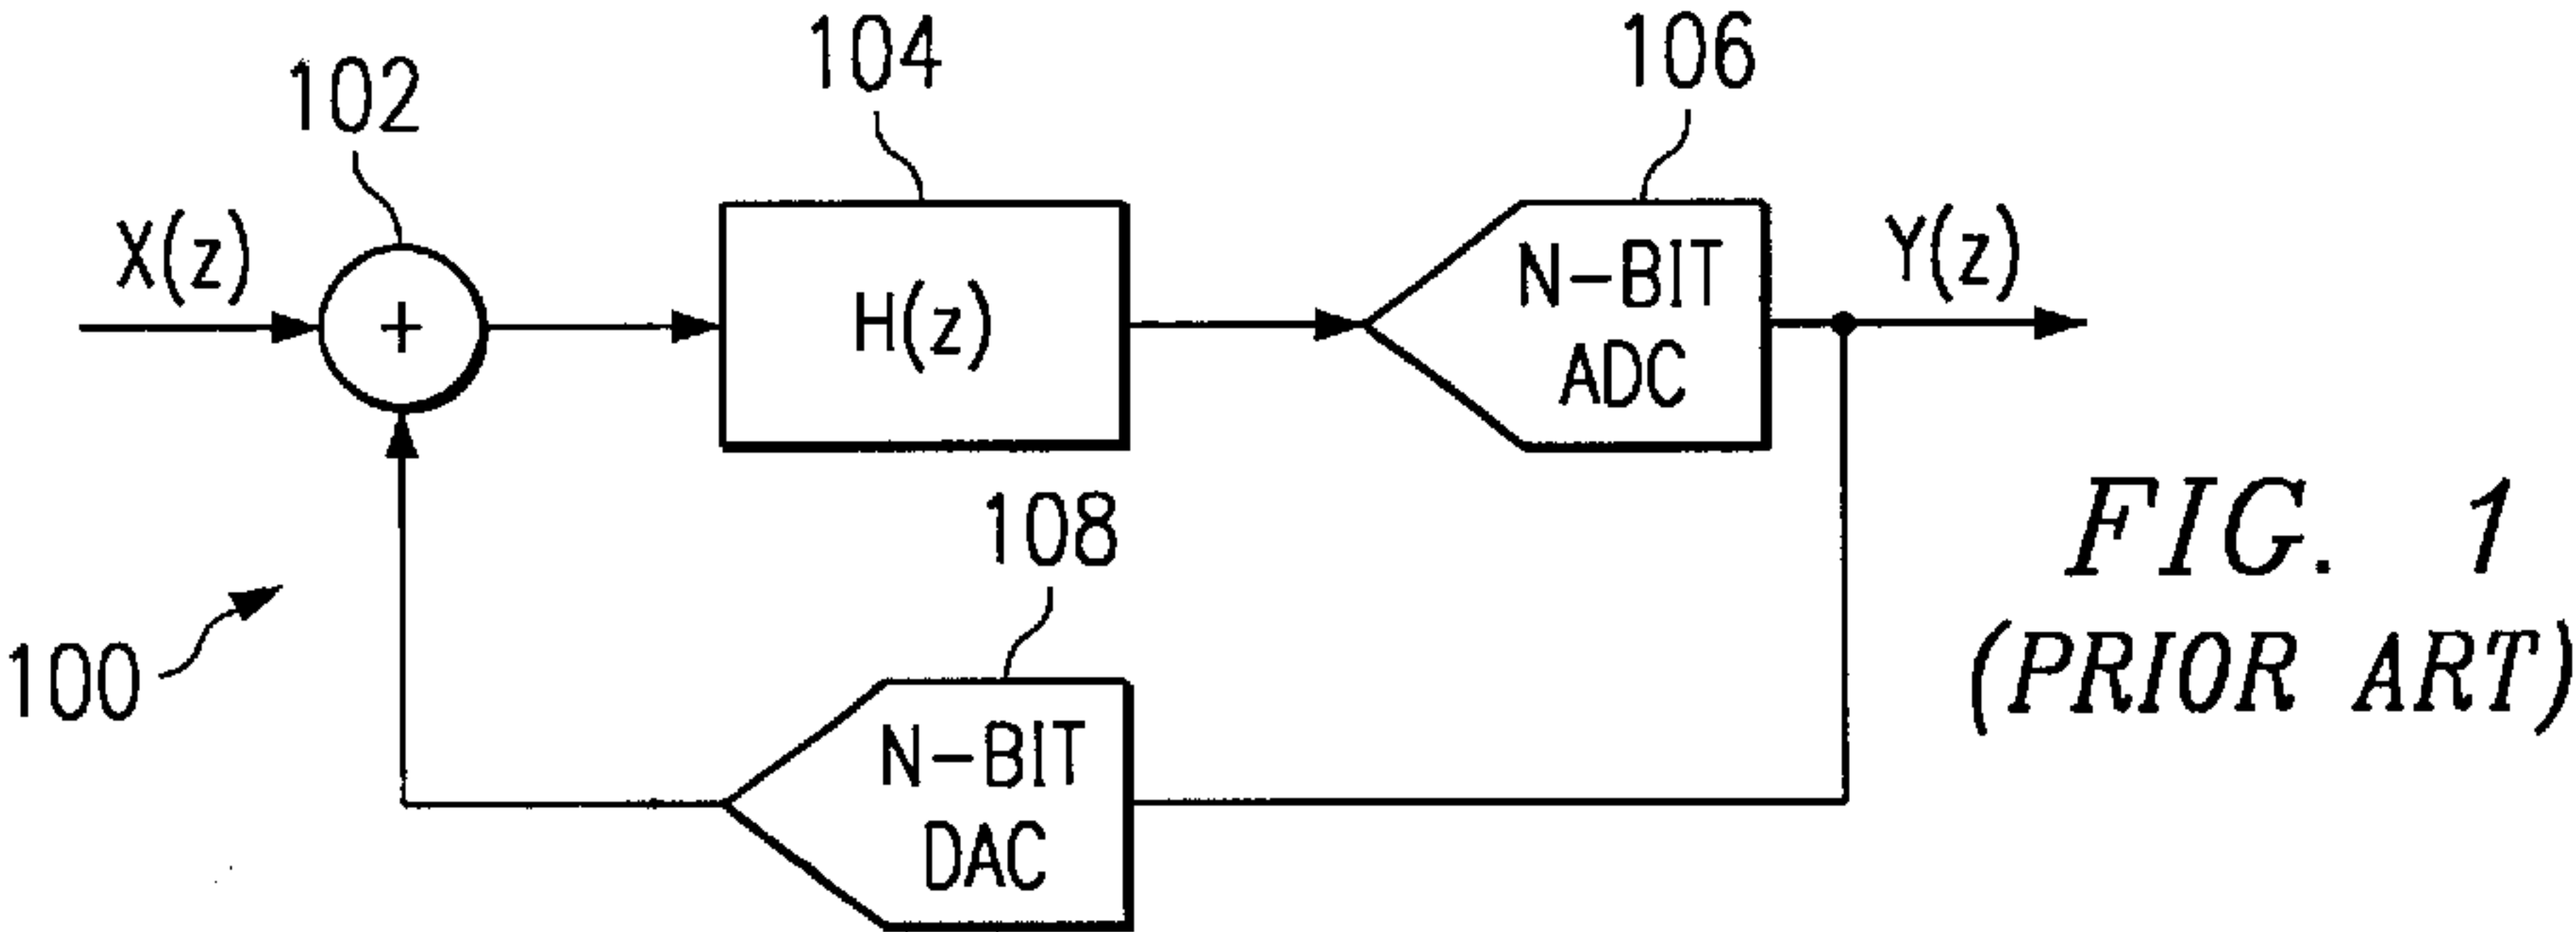 104
106
102
X(z)
H(z)
N-BIT
ADC
Y(z)
+
108
FIG. 1
(PRIOR ART)
100
N-BIT
DAC